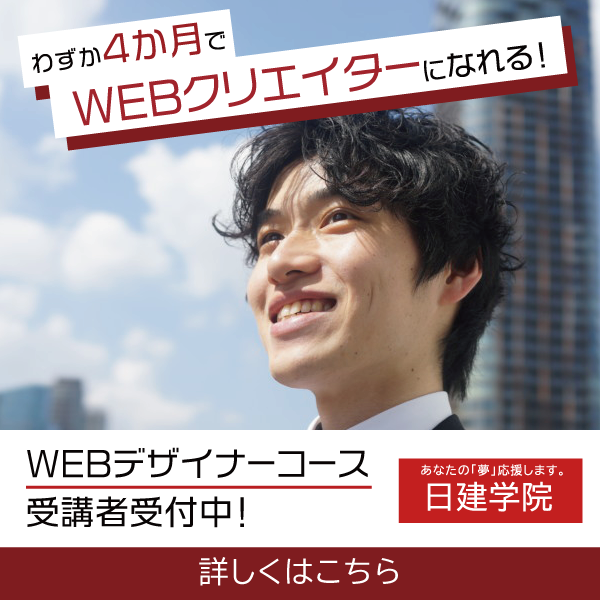 わずか4か月で
WEBクリエイターになれる！
WEBデザイナーコース
受講者受付中！
あなたの「夢」応援します。
日建学院
詳しくはこちら